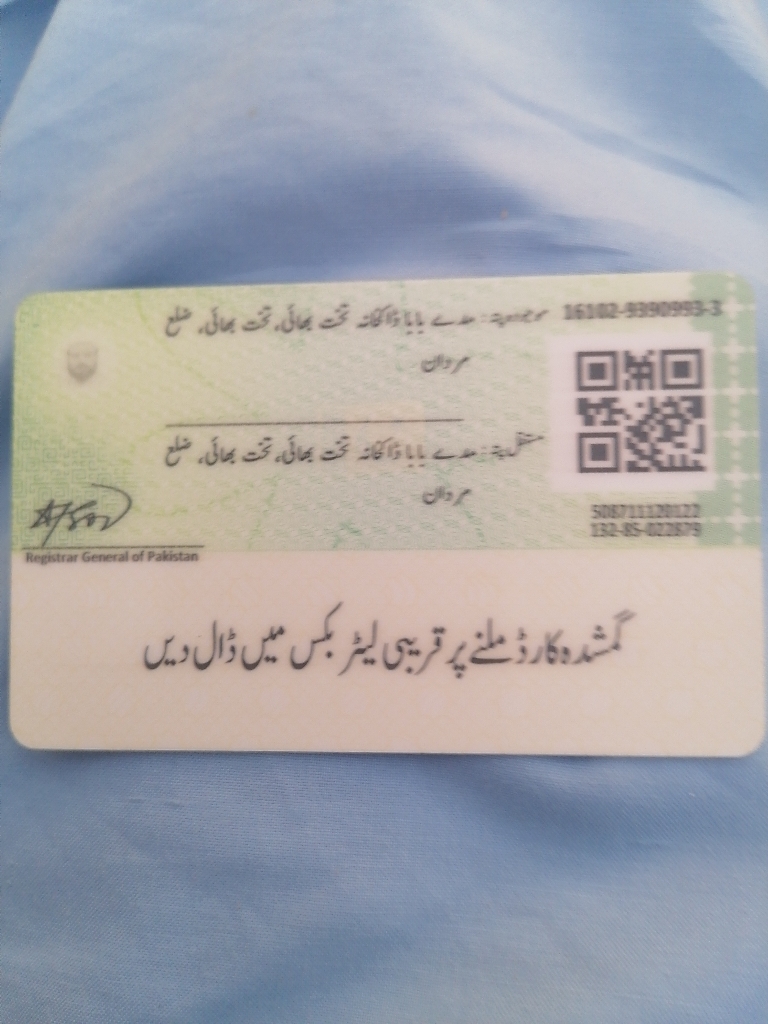 16102-9390993-3
موجودہ پتہ: مدے بابا ڈاکخانہ تخت بھائی، تخت بھائی، ضلع
مردان
مستقل پتہ: مدے بابا ڈاکخانہ تخت بھائی، تخت بھائی، ضلع
مردان
508711120122
132-85-022879
Registrar General of Pakistan
گمشدہ کارڈ ملنے پر قریبی لیٹر بکس میں ڈال دیں